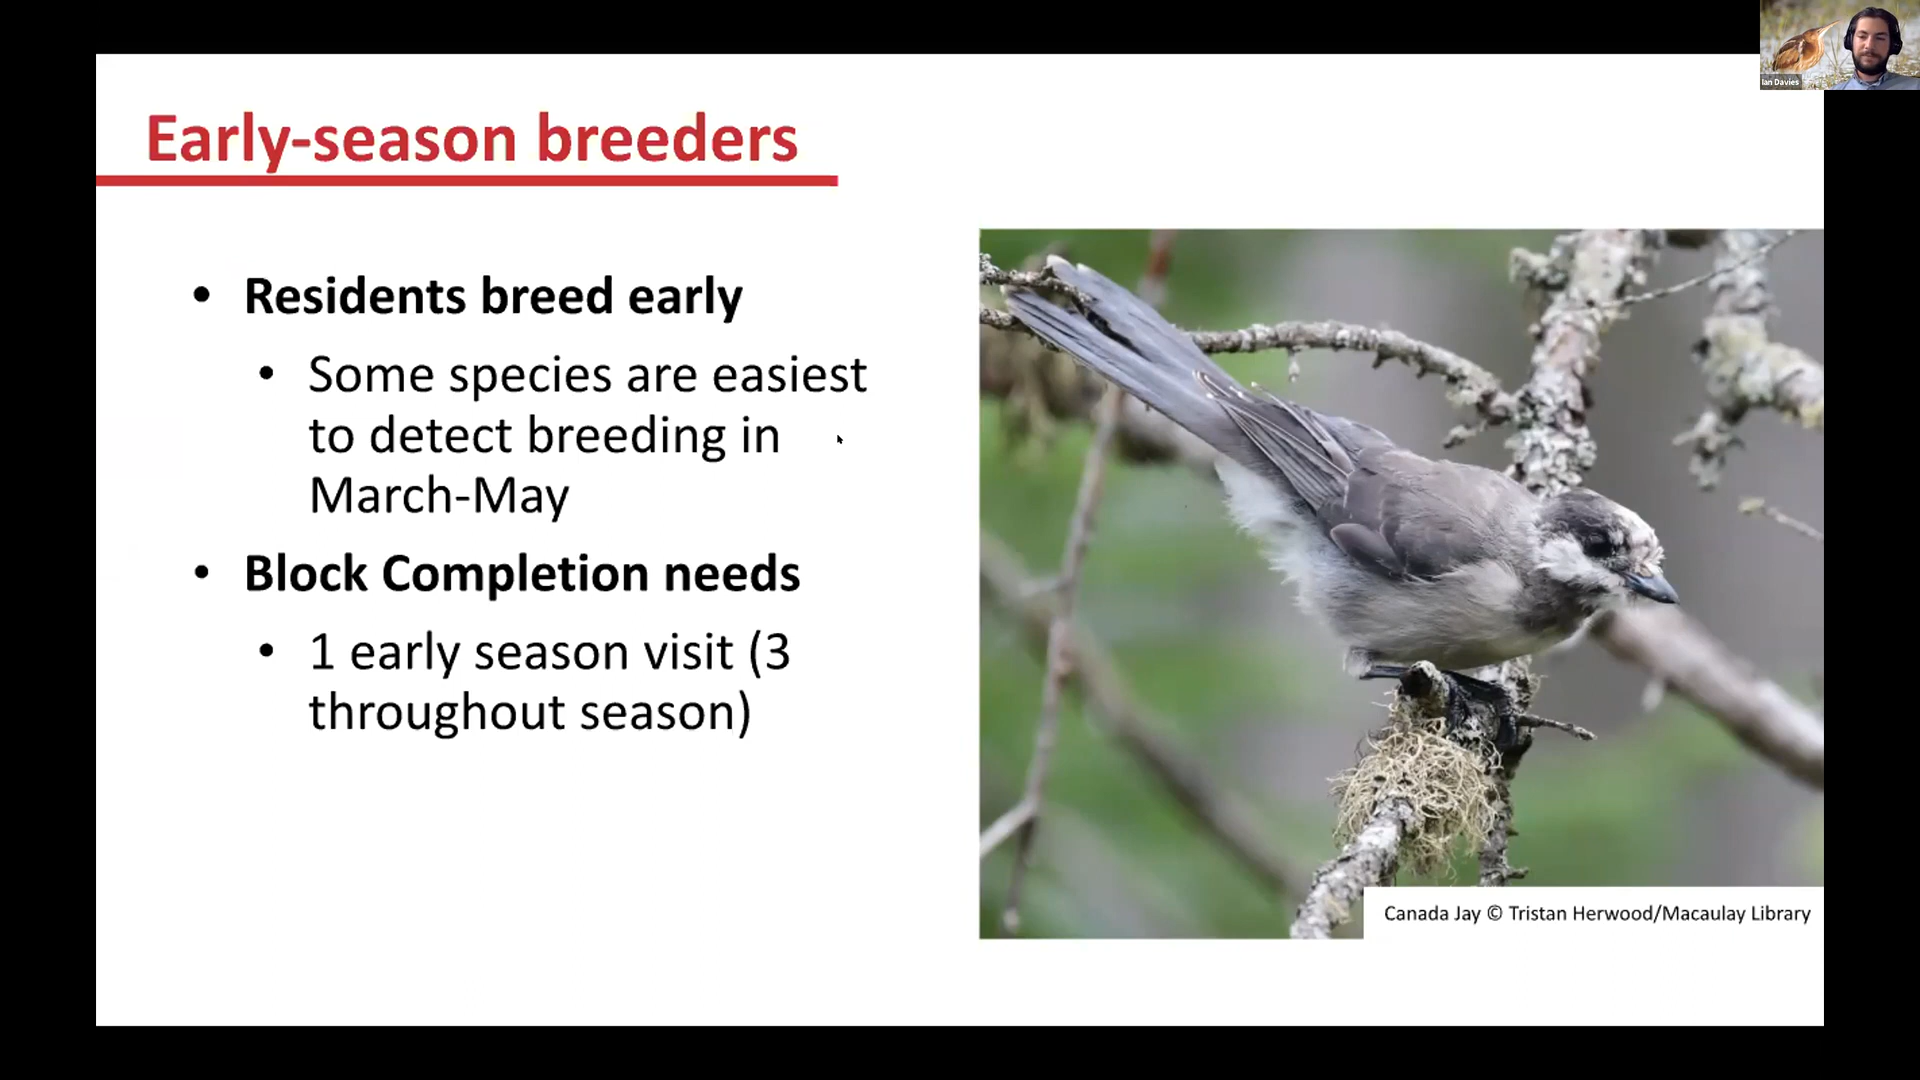 Ian Davies
Early-season breeders
• Residents breed early
• Some species are easiest
to detect breeding in
March-May
• Block Completion needs
• 1 early season visit (3
throughout season)
Canada Jay © Tristan Herwood/Macaulay Library